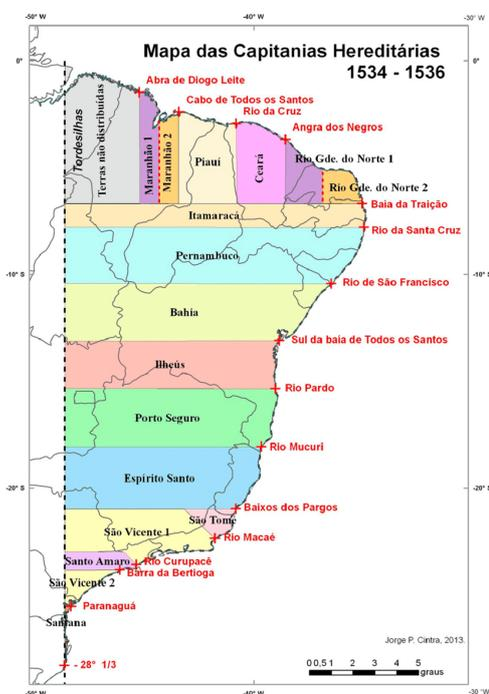 -50° W
-40° W
-30° W
Mapa das Capitanias Hereditárias
1534 - 1536
0°
0°
Abra de Diogo Leite
Cabo de Todos os Santos
Rio da Cruz
Angra dos Negros
Tordesilhas
Terras não distribuídas
Maranhão 1
Maranhão 2
Piauí
Ceará
Rio Gde. do Norte 1
Rio Gde. do Norte 2
Baia da Traição
Itamaracá
Rio da Santa Cruz
Pernambuco
-10° S
-10° S
Rio de São Francisco
Bahia
Sul da baia de Todos os Santos
Ilheús
Rio Pardo
Porto Seguro
Rio Mucuri
Espírito Santo
-20° S
-20° S
Baixos dos Pargos
São Tomé
São Vicente 1
Rio Macaé
Santo Amaro
Rio Curupacê
Barra da Bertioga
São Vicente 2
Paranaguá
Santana
Jorge P. Cintra, 2013.
- 28° 1/3
0 0,5 1 2 3 4 5
graus
-50° W
-40° W
-30° W